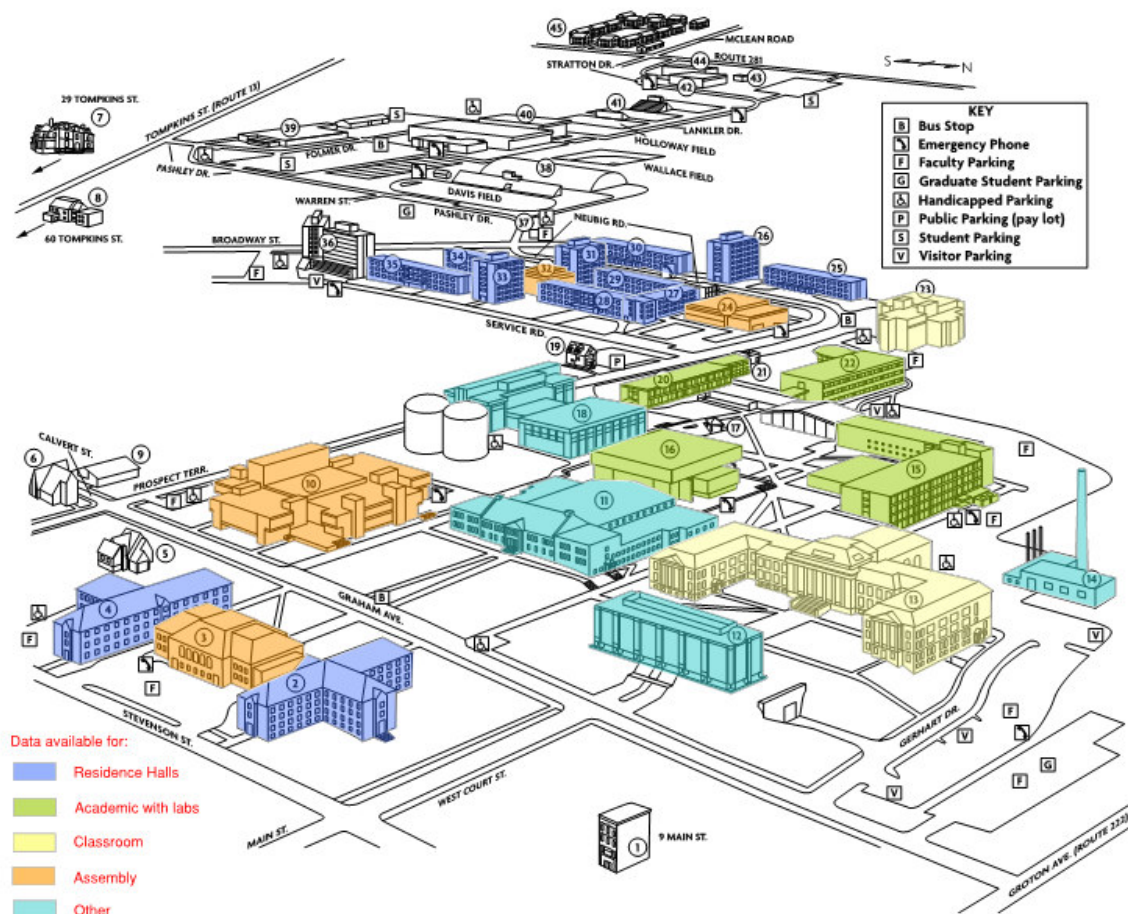 45
MCLEAN ROAD
STRATTON DR.
ROUTE 281
S N
44
43
42
S
29 TOMPKINS ST.
7
TOMPKINS ST. (ROUTE 13)
41
40
39
S
LANKLER DR.
HOLLOWAY FIELD
FOLMER DR.
B
38
WALLACE FIELD
PASHLEY DR.
S
DAVIS FIELD
8
60 TOMPKINS ST.
WARREN ST.
G
PASHLEY DR.
37
F
NEUBIG RD.
BROADWAY ST.
36
F
V
35
34
33
32
31
30
29
28
27
26
25
24
23
B
KEY
B Bus Stop
Emergency Phone
F Faculty Parking
G Graduate Student Parking
Handicapped Parking
P Public Parking (pay lot)
S Student Parking
V Visitor Parking
SERVICE RD.
19
P
20
21
22
F
V
18
17
16
15
F
F
CALVERT ST.
6
9
PROSPECT TERR.
F
10
11
5
14
13
12
4
3
2
F
F
B
GRAHAM AVE.
V
STEVENSON ST.
GERHART DR.
F
V
G
F
V
WEST COURT ST.
MAIN ST.
1
9 MAIN ST.
GROTON AVE. (ROUTE 222)
Data available for:
Residence Halls
Academic with labs
Classroom
Assembly
Other